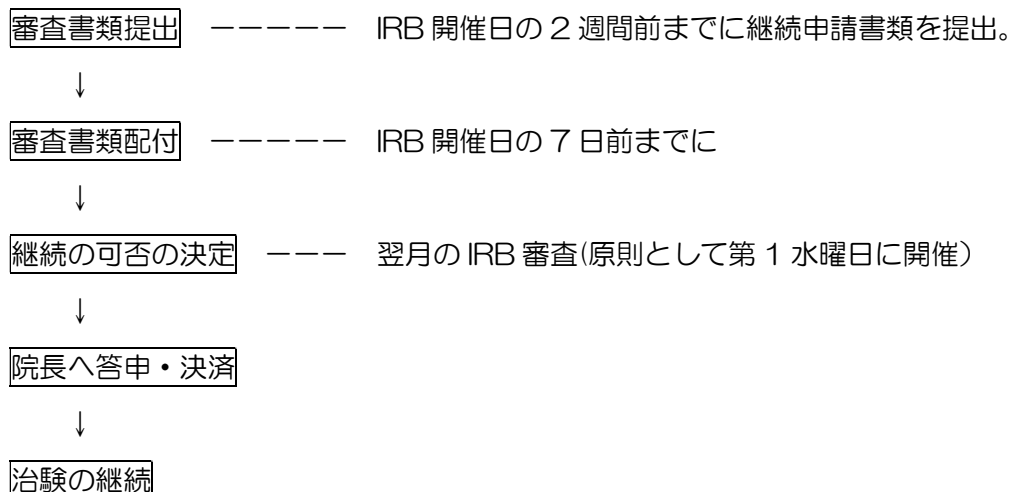 審査書類提出 ーーーーー IRB 開催日の 2 週間前までに継続申請書類を提出。
↓
審査書類配付 ーーーーー IRB 開催日の 7 日前までに
↓
継続の可否の決定 ーーー 翌月の IRB 審査(原則として第 1 水曜日に開催）
↓
院長へ答申・決済
↓
治験の継続